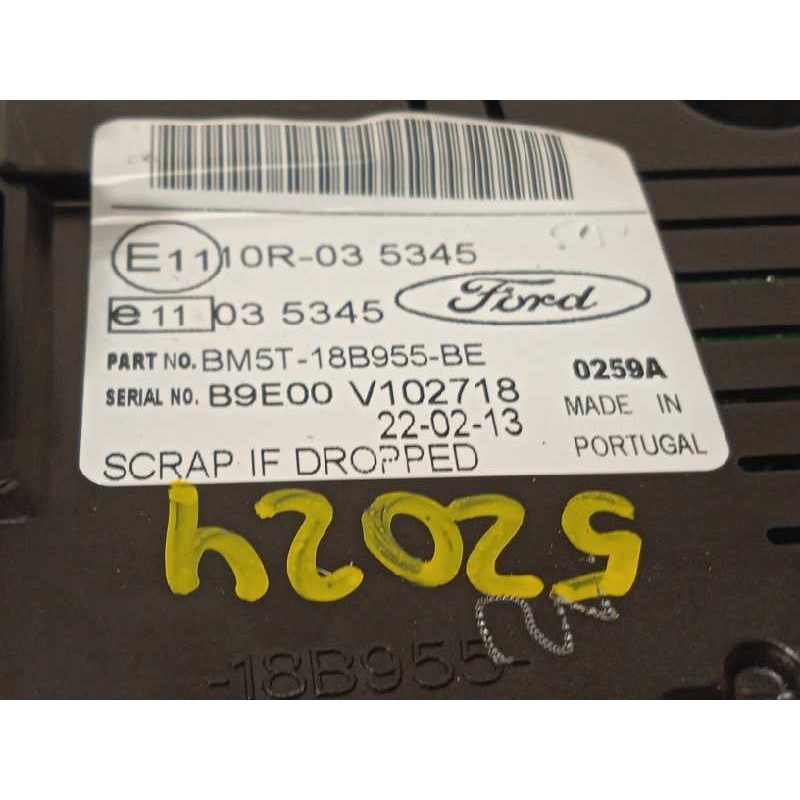 E11 10R-03 5345
e11 03 5345
Ford
PART NO. BM5T-18B955-BE
0259A
SERIAL NO. B9E00 V102718
MADE IN
22-02-13
PORTUGAL
SCRAP IF DROPPED
52024
-18B955-